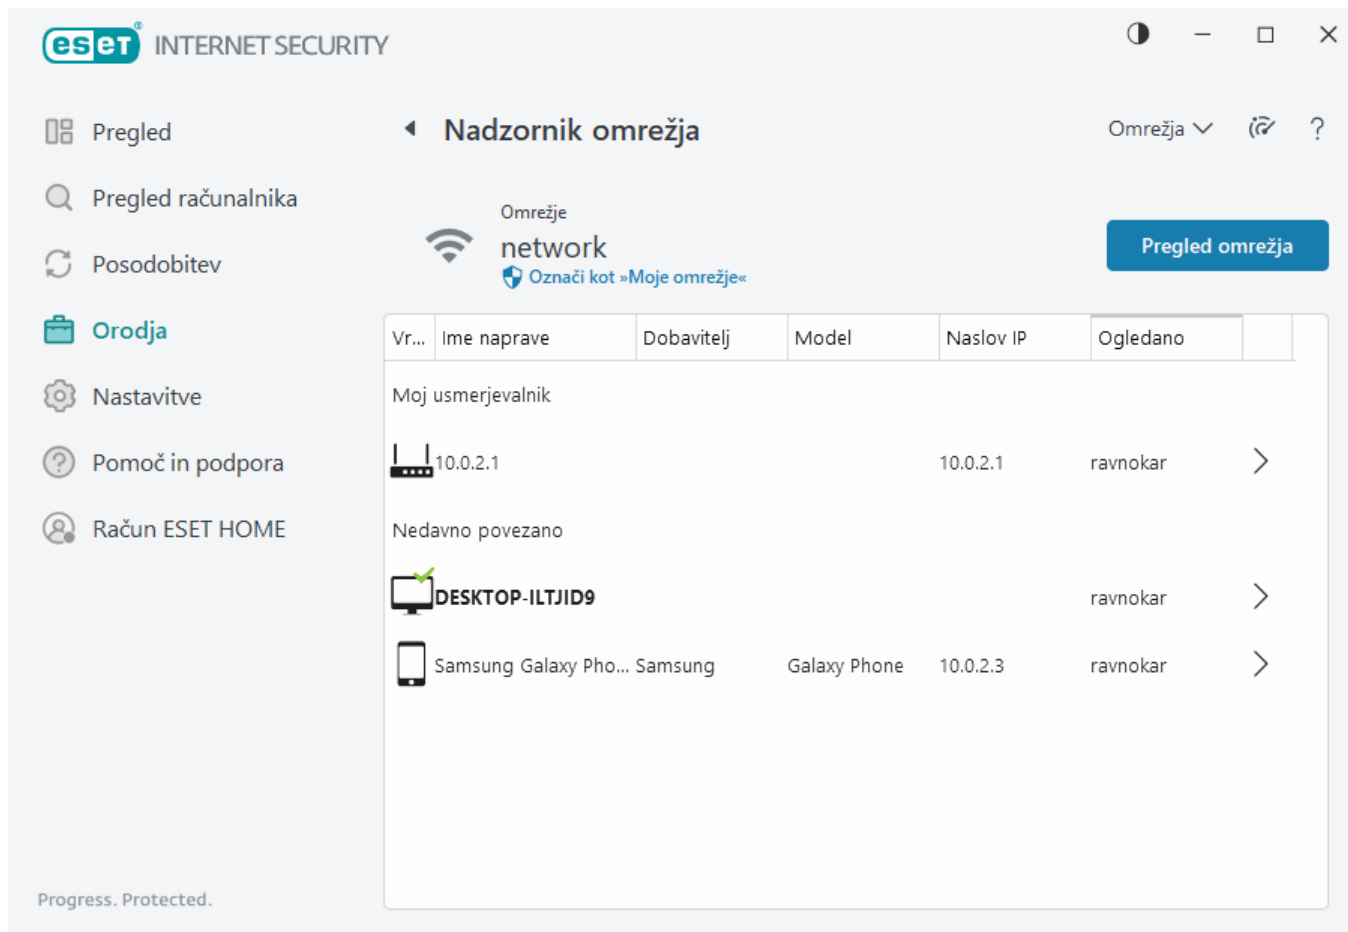 eset® INTERNET SECURITY
Pregled
Pregled računalnika
Posodobitev
Orodja
Nastavitve
Pomoč in podpora
Račun ESET HOME
Progress. Protected.
Nadzornik omrežja
Omrežja
?
Omrežje
network
Označi kot »Moje omrežje«
Pregled omrežja
Vr... Ime naprave Dobavitelj Model Naslov IP Ogledano
Moj usmerjevalnik
10.0.2.1 10.0.2.1 ravnokar
Nedavno povezano
DESKTOP-ILTJID9 ravnokar
Samsung Galaxy Pho... Samsung Galaxy Phone 10.0.2.3 ravnokar